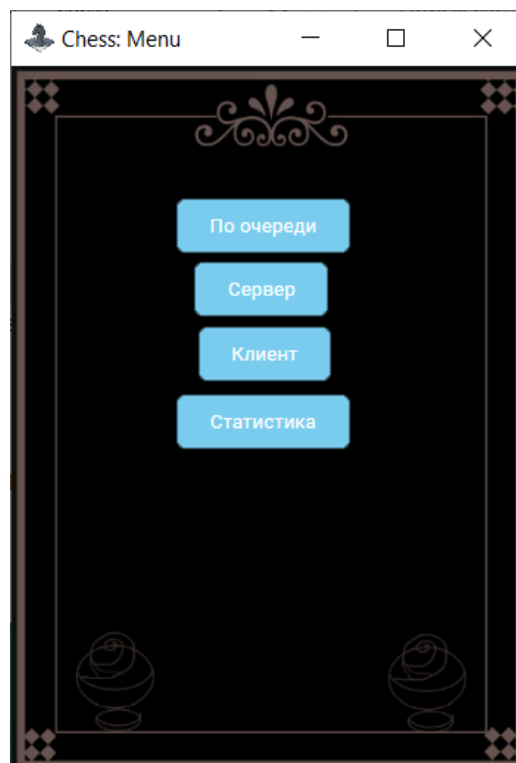 Chess: Menu
По очереди
Сервер
Клиент
Статистика